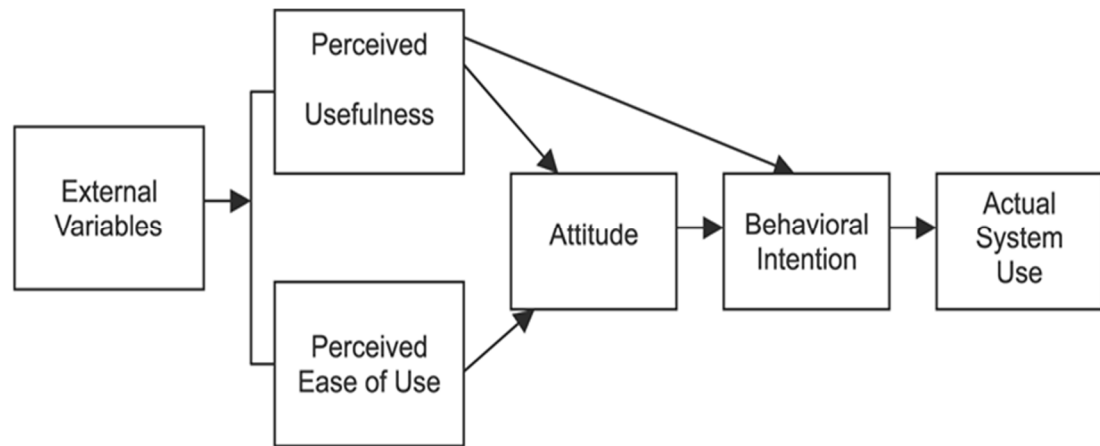 External
Variables
Perceived
Usefulness
Perceived
Ease of Use
Attitude
Behavioral
Intention
Actual
System
Use